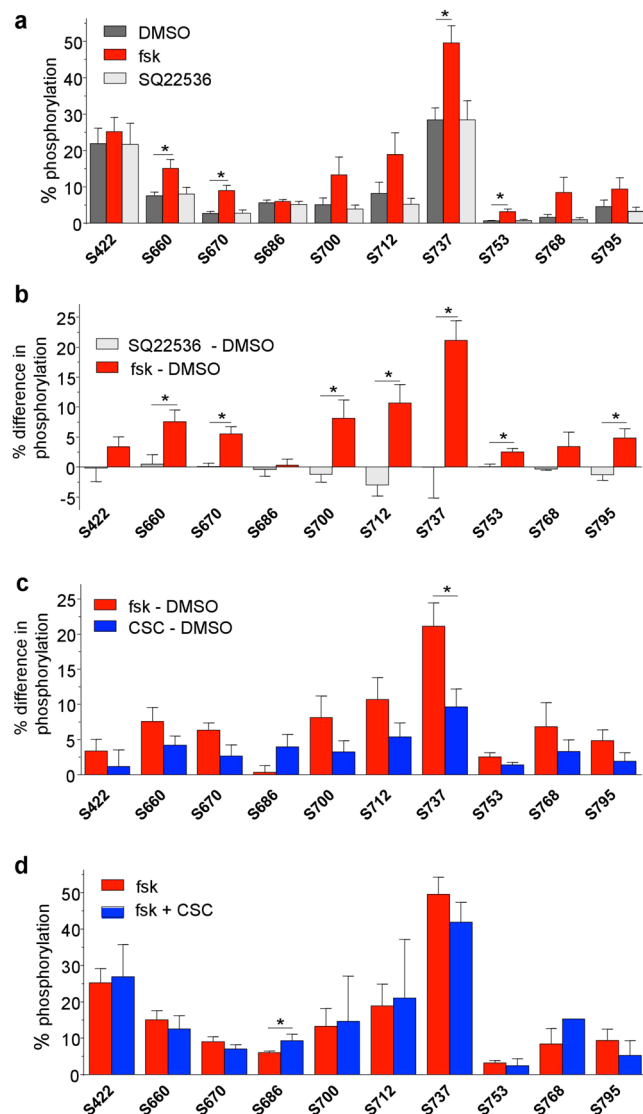 a
DMSO
fsk
SQ22536
*
*
*
*
% phosphorylation
50
40
30
20
10
0
S422 S660 S670 S686 S700 S712 S737 S753 S768 S795
b
SQ22536 - DMSO
fsk - DMSO
*
*
*
*
*
*
*
% difference in
phosphorylation
25
20
15
10
5
0
-5
S422 S660 S670 S686 S700 S712 S737 S753 S768 S795
c
fsk - DMSO
CSC - DMSO
*
% difference in
phosphorylation
25
20
15
10
5
0
S422 S660 S670 S686 S700 S712 S737 S753 S768 S795
d
fsk
fsk + CSC
*
% phosphorylation
50
40
30
20
10
0
S422 S660 S670 S686 S700 S712 S737 S753 S768 S795